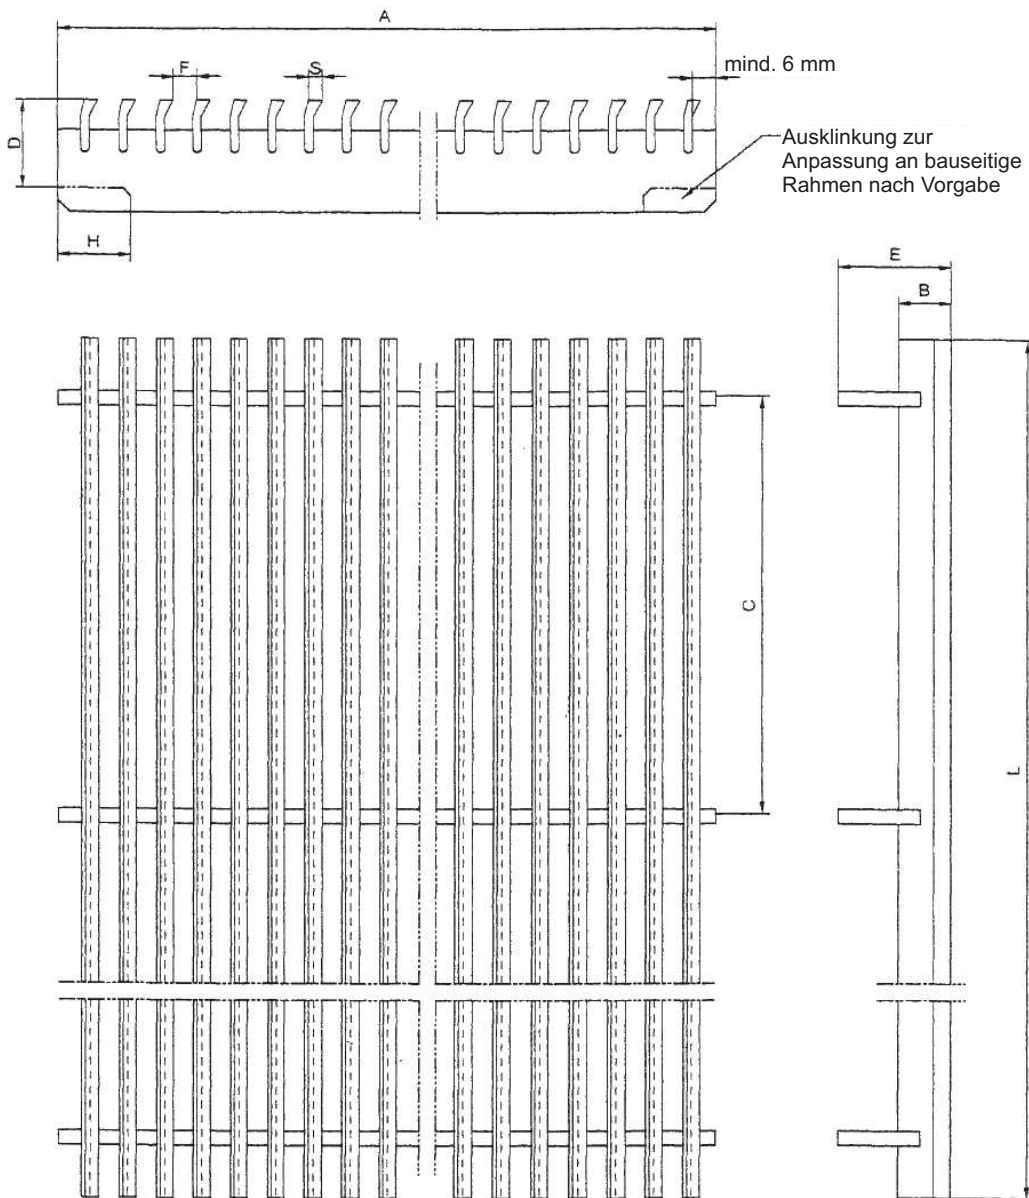 A
F
S
mind. 6 mm
D
Ausklinkung zur
Anpassung an bauseitige
Rahmen nach Vorgabe
H
E
B
C
L